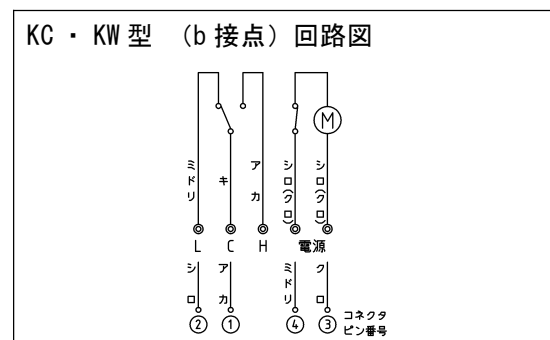 KC・KW型 (b接点) 回路図
M
ミドリ
キ
アカ
シロ(クロ)
シロ(クロ)
L C H 電源
シロ
アカ
ミドリ
クロ
② ① ④ ③ コネクタ
ピン番号